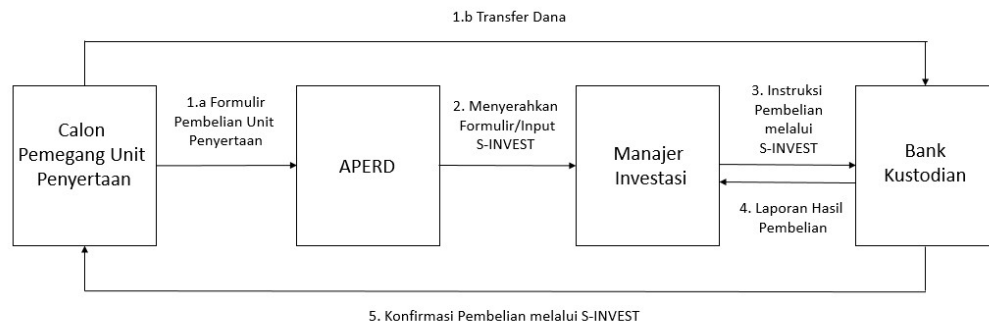 1.b Transfer Dana
Calon
Pemegang Unit
Penyertaan
1.a Formulir
Pembelian Unit
Penyertaan
APERD
2. Menyerahkan
Formulir/Input
S-INVEST
Manajer
Investasi
3. Instruksi
Pembelian
melalui
S-INVEST
4. Laporan Hasil
Pembelian
Bank
Kustodian
5. Konfirmasi Pembelian melalui S-INVEST